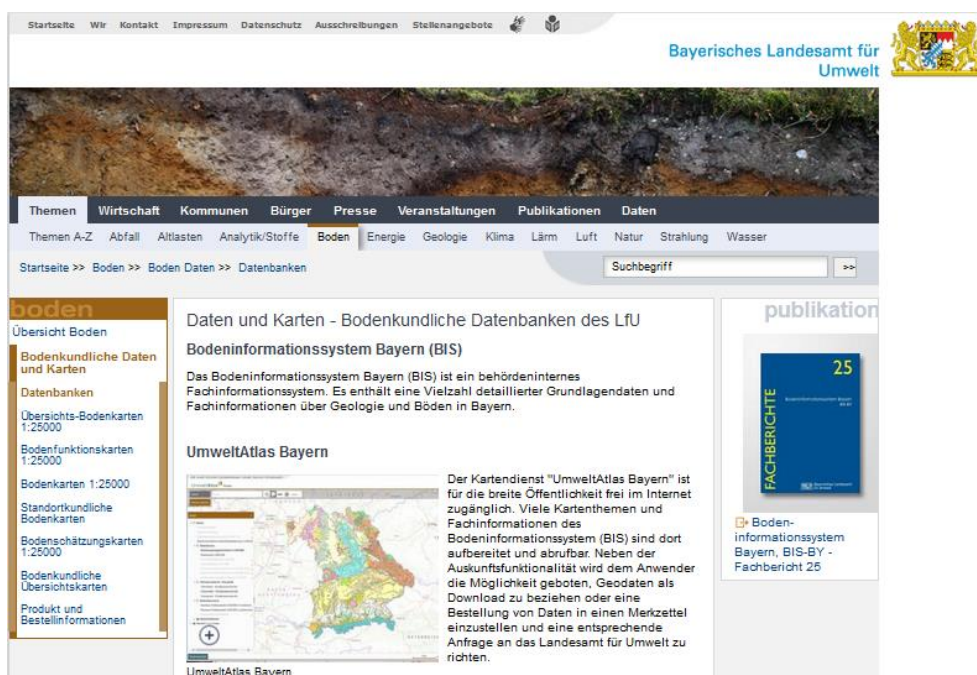 Startseite Wir Kontakt Impressum Datenschutz Ausschreibungen Stellenangebote
Bayerisches Landesamt für
Umwelt
Themen Wirtschaft Kommunen Bürger Presse Veranstaltungen Publikationen Daten
Themen A-Z Abfall Altlasten Analytik/Stoffe Boden Energie Geologie Klima Lärm Luft Natur Strahlung Wasser
Startseite >> Boden >> Boden Daten >> Datenbanken
Suchbegriff >>
boden
Übersicht Boden
Bodenkundliche Daten
und Karten
Datenbanken
Übersichts-Bodenkarten
1:25000
Bodenfunktionskarten
1:25000
Bodenkarten 1:25000
Standortkundliche
Bodenkarten
Bodenschätzungskarten
1:25000
Bodenkundliche
Übersichtskarten
Produkt und
Bestellinformationen
Daten und Karten - Bodenkundliche Datenbanken des LfU
Bodeninformationssystem Bayern (BIS)
Das Bodeninformationssystem Bayern (BIS) ist ein behördeninternes
Fachinformationssystem. Es enthält eine Vielzahl detaillierter Grundlagendaten und
Fachinformationen über Geologie und Böden in Bayern.
UmweltAtlas Bayern
Der Kartendienst "UmweltAtlas Bayern" ist
für die breite Öffentlichkeit frei im Internet
zugänglich. Viele Kartenthemen und
Fachinformationen des
Bodeninformationssystem (BIS) sind dort
aufbereitet und abrufbar. Neben der
Auskunftsfunktionalität wird dem Anwender
die Möglichkeit geboten, Geodaten als
Download zu beziehen oder eine
Bestellung von Daten in einen Merkzettel
einzustellen und eine entsprechende
Anfrage an das Landesamt für Umwelt zu
richten.
UmweltAtlas Bayern
publikation
25
FACHBERICHTE
Boden-
informationssystem
Bayern, BIS-BY -
Fachbericht 25